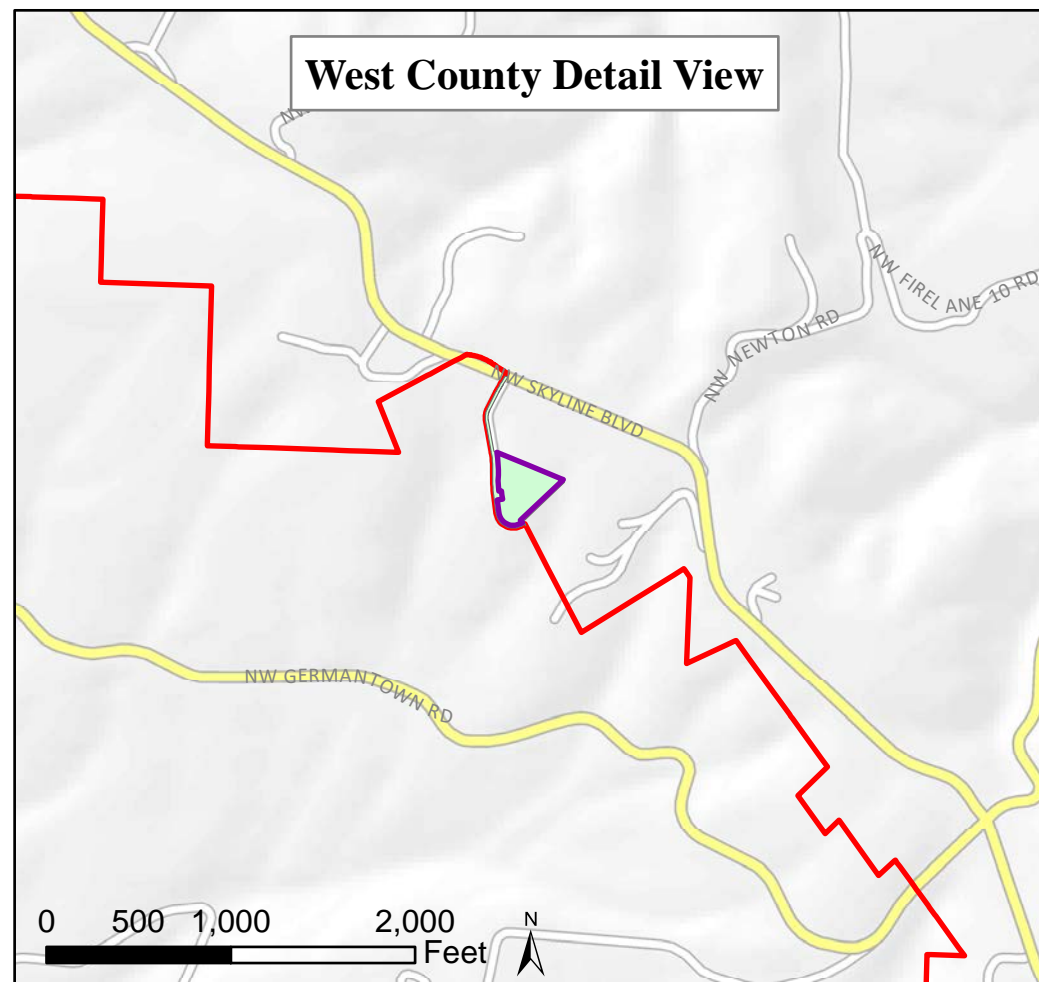 West County Detail View
NW
NW FIREL ANE 10 RD
NW NEWTON RD
NW SKYLINE BLVD
NW GERMANTOWN RD
0 500 1,000 2,000
Feet
N